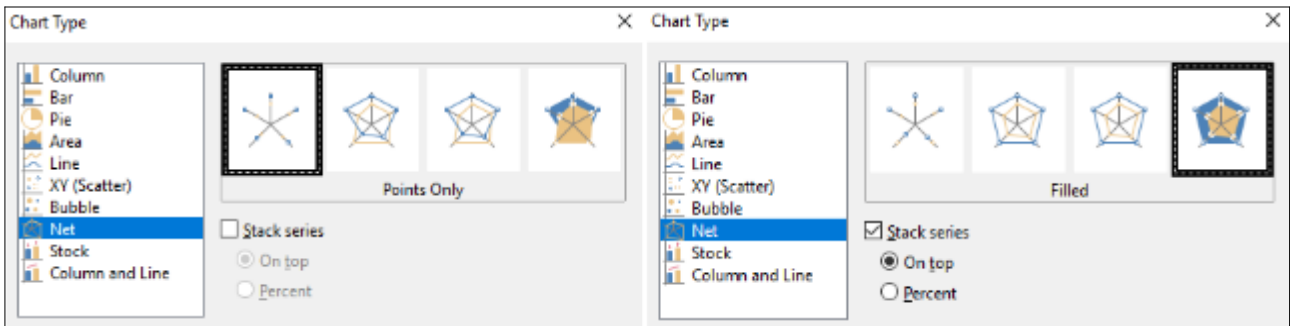 Chart Type
Column
Bar
Pie
Area
Line
XY (Scatter)
Bubble
Net
Stock
Column and Line
Points Only
Stack series
On top
Percent
Chart Type
Column
Bar
Pie
Area
Line
XY (Scatter)
Bubble
Net
Stock
Column and Line
Filled
Stack series
On top
Percent